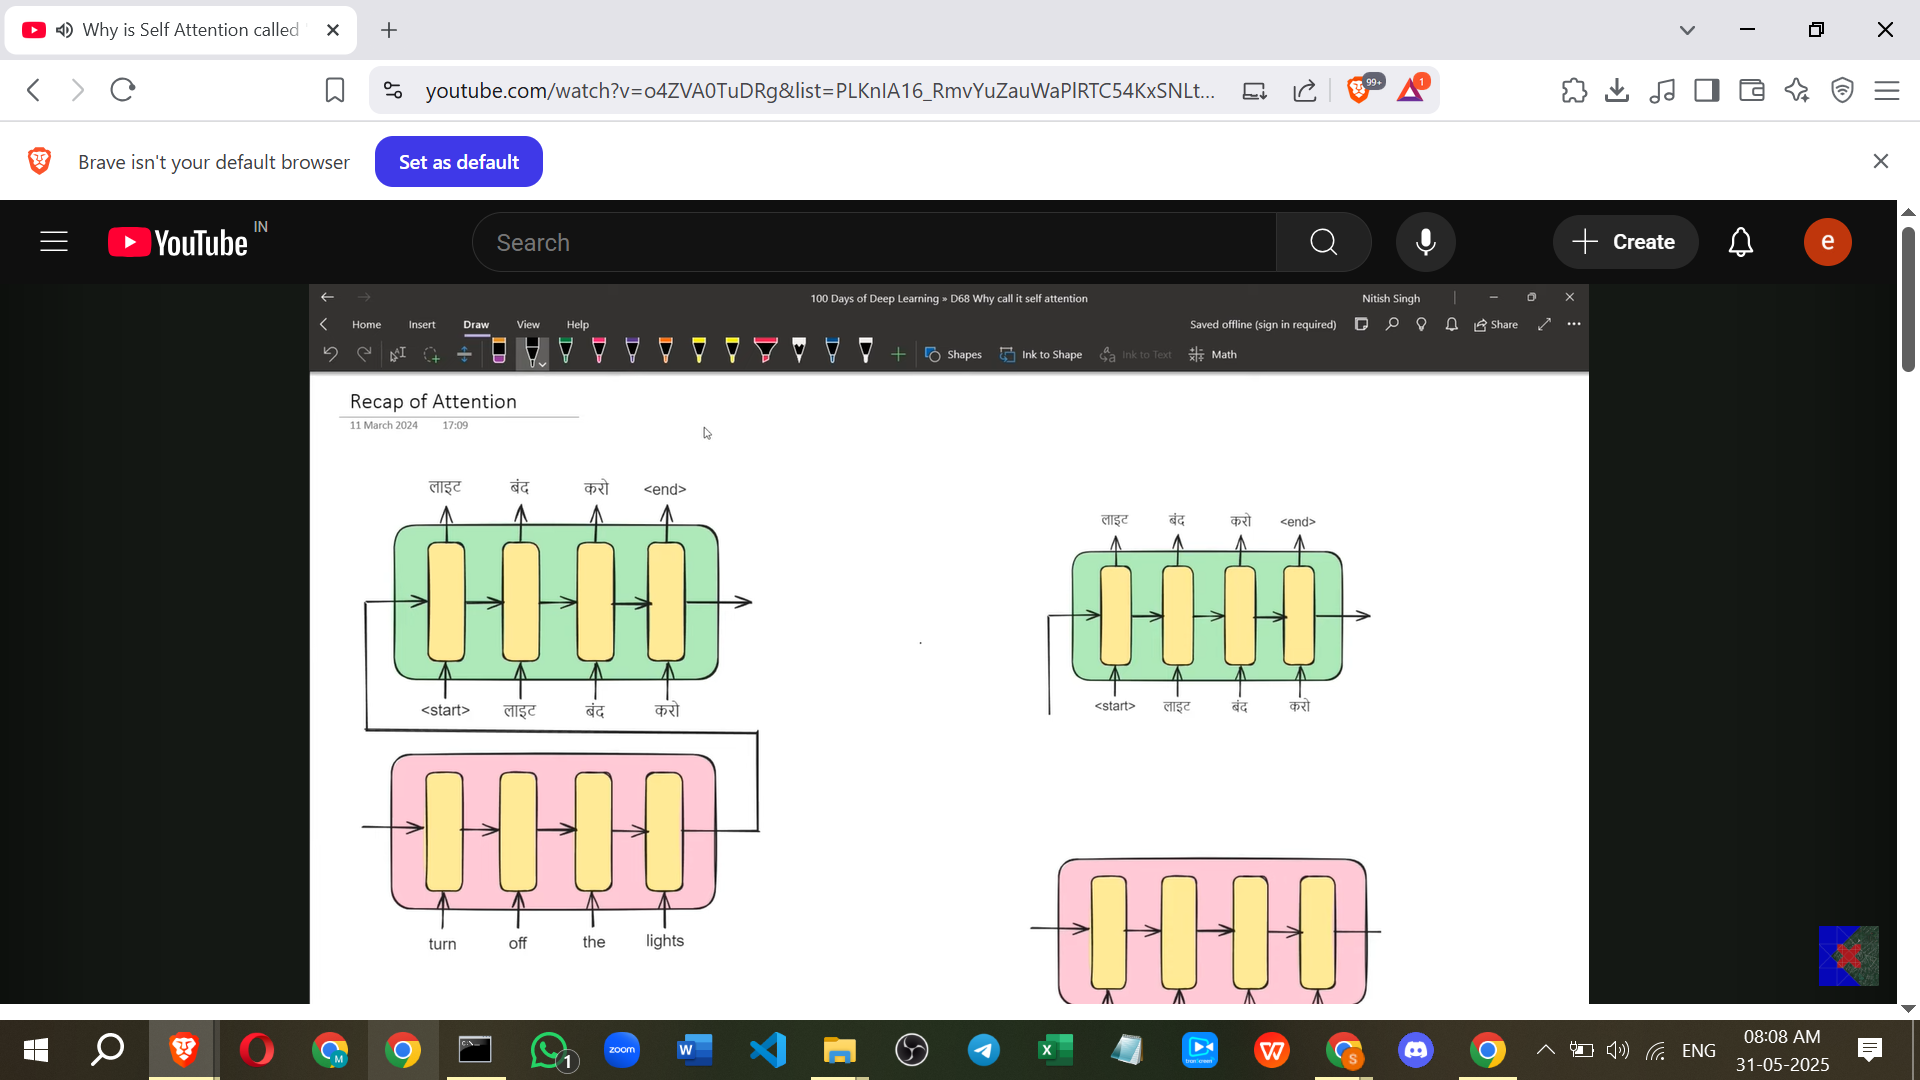 Why is Self Attention called
youtube.com/watch?v=o4ZVA0TuDRg&list=PLKnIA16_RmvYuZauWaPlRTC54KxSNLt...
99+
1
Brave isn't your default browser
Set as default
YouTube IN
Search
Create
e
100 Days of Deep Learning » D68 Why call it self attention
Nitish Singh
Home Insert Draw View Help
Saved offline (sign in required)
Share
Shapes
Ink to Shape
Ink to Text
Math
Recap of Attention
11 March 2024 17:09
लाइट बंद करो <end>
<start> लाइट बंद करो
turn off the lights
लाइट बंद करो <end>
<start> लाइट बंद करो
M
1
zoom
S
ENG
08:08 AM
31-05-2025